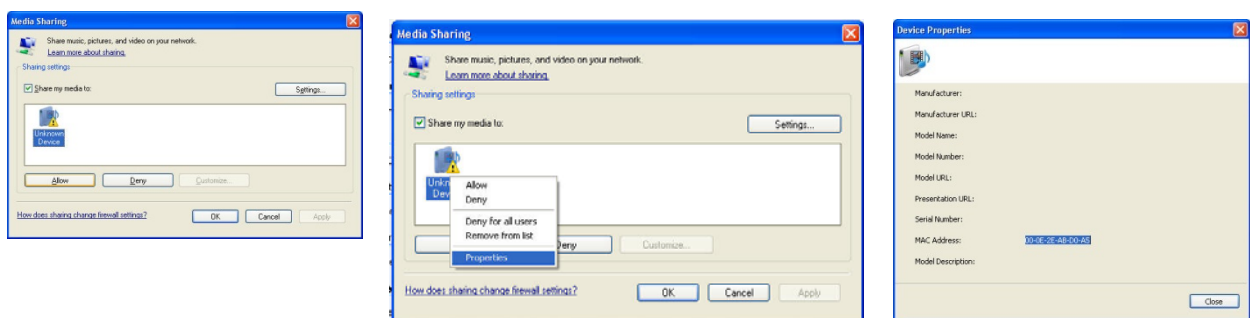 Media Sharing
Share music, pictures, and video on your network.
Learn more about sharing.
Sharing settings
Share my media to:
Settings...
Unknown
Device
Allow
Deny
Customize...
How does sharing change firewall settings?
OK
Cancel
Apply
Media Sharing
Share music, pictures, and video on your network.
Learn more about sharing.
Sharing settings
Share my media to:
Settings...
Unkn
Dev
Allow
Deny
Deny for all users
Remove from list
Properties
Deny
Customize...
How does sharing change firewall settings?
OK
Cancel
Apply
Device Properties
Manufacturer:
Manufacturer URL:
Model Name:
Model Number:
Model URL:
Presentation URL:
Serial Number:
MAC Address: 00-0E-2E-AB-D0-A5
Model Description:
Close